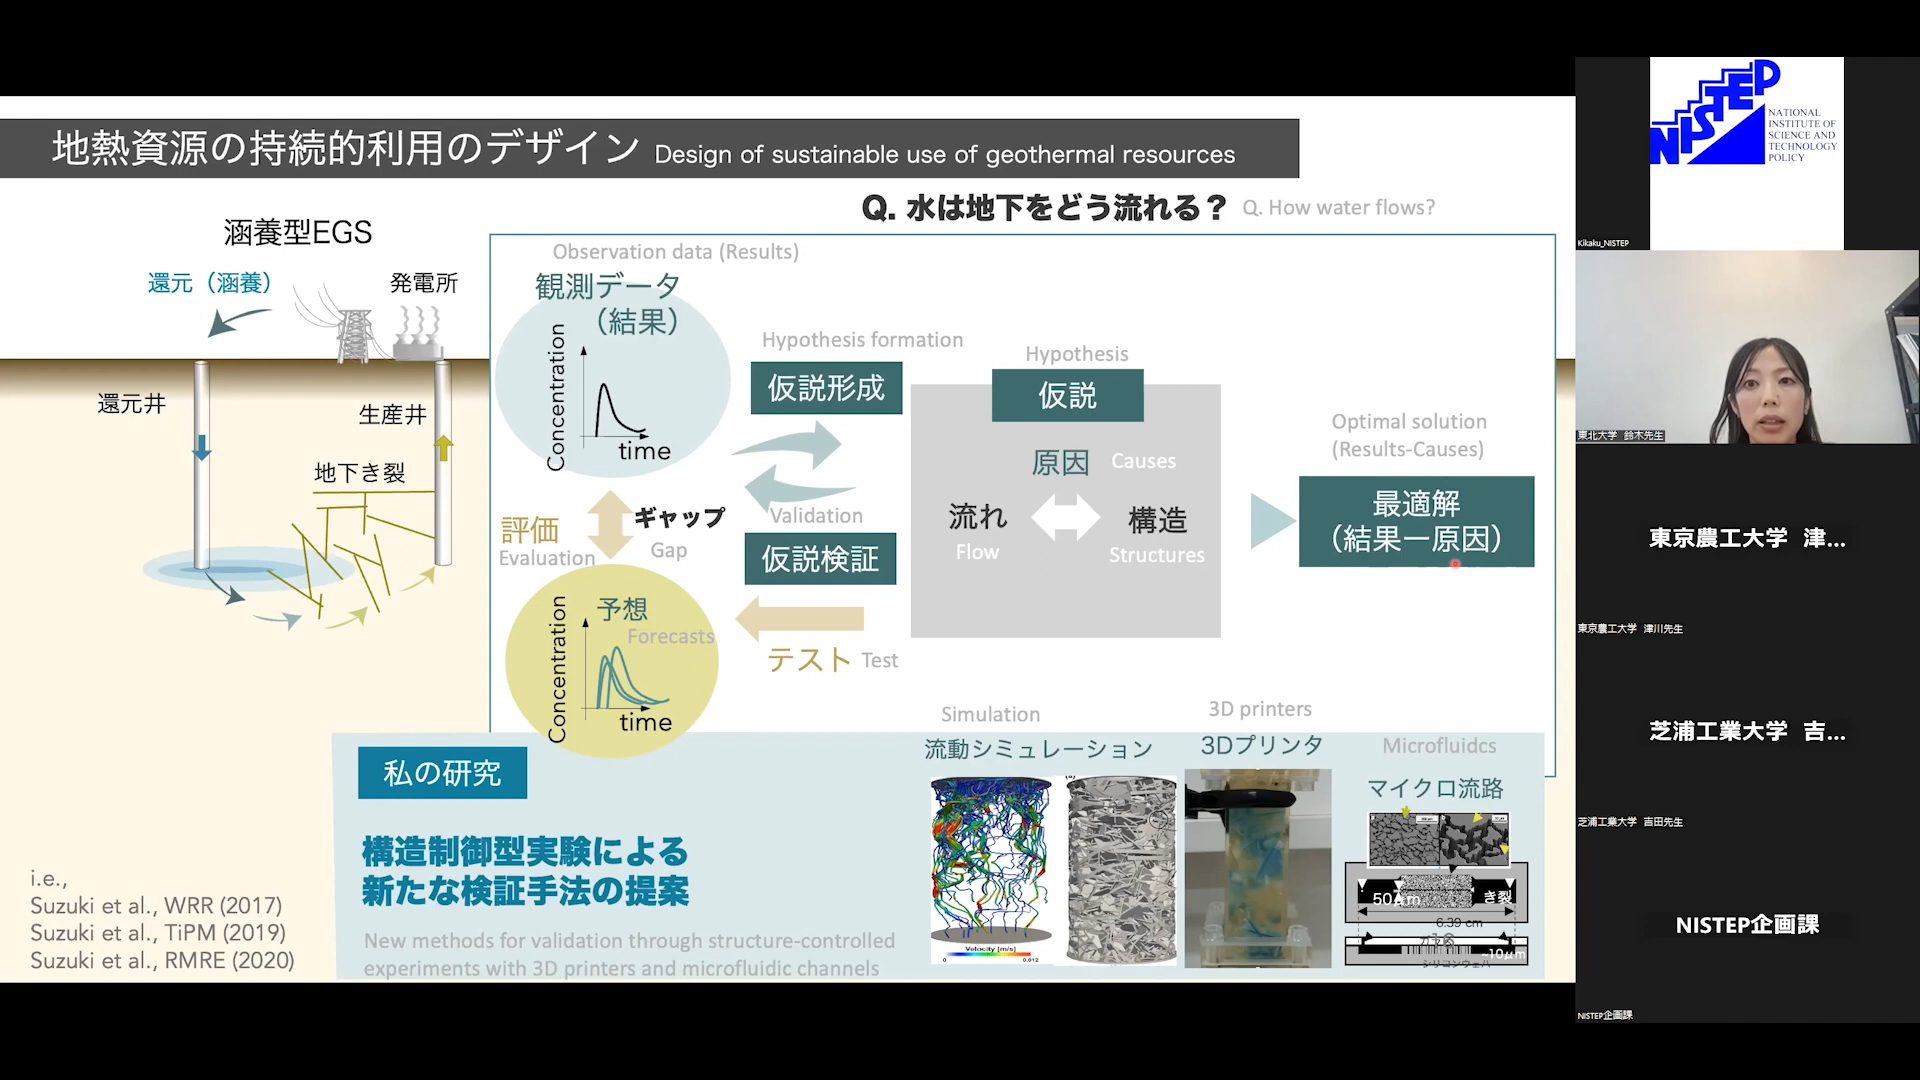 地熱資源の持続的利用のデザイン Design of sustainable use of geothermal resources
Q. 水は地下をどう流れる？ Q. How water flows?
涵養型EGS
還元（涵養）
発電所
還元井
生産井
地下き裂
Observation data (Results)
観測データ
（結果）
Concentration
time
Hypothesis formation
仮説形成
Validation
仮説検証
評価
Evaluation
ギャップ
Gap
予想
Forecasts
Concentration
time
テスト Test
Hypothesis
仮説
原因 Causes
流れ
Flow
構造
Structures
Optimal solution
(Results-Causes)
最適解
（結果ー原因）
私の研究
構造制御型実験による
新たな検証手法の提案
New methods for validation through structure-controlled
experiments with 3D printers and microfluidic channels
Simulation
流動シミュレーション
Velocity [m/s]
0 0.012
3D printers
3Dプリンタ
Microfluidcs
マイクロ流路
き裂
6.39 cm
~10μm
i.e.,
Suzuki et al., WRR (2017)
Suzuki et al., TiPM (2019)
Suzuki et al., RMRE (2020)
NISTEP
NATIONAL
INSTITUTE OF
SCIENCE AND
TECHNOLOGY
POLICY
Kikaku_NISTEP
東北大学 鈴木先生
東京農工大学 津...
東京農工大学 津川先生
芝浦工業大学 吉...
芝浦工業大学 吉田先生
NISTEP企画課
NISTEP企画課